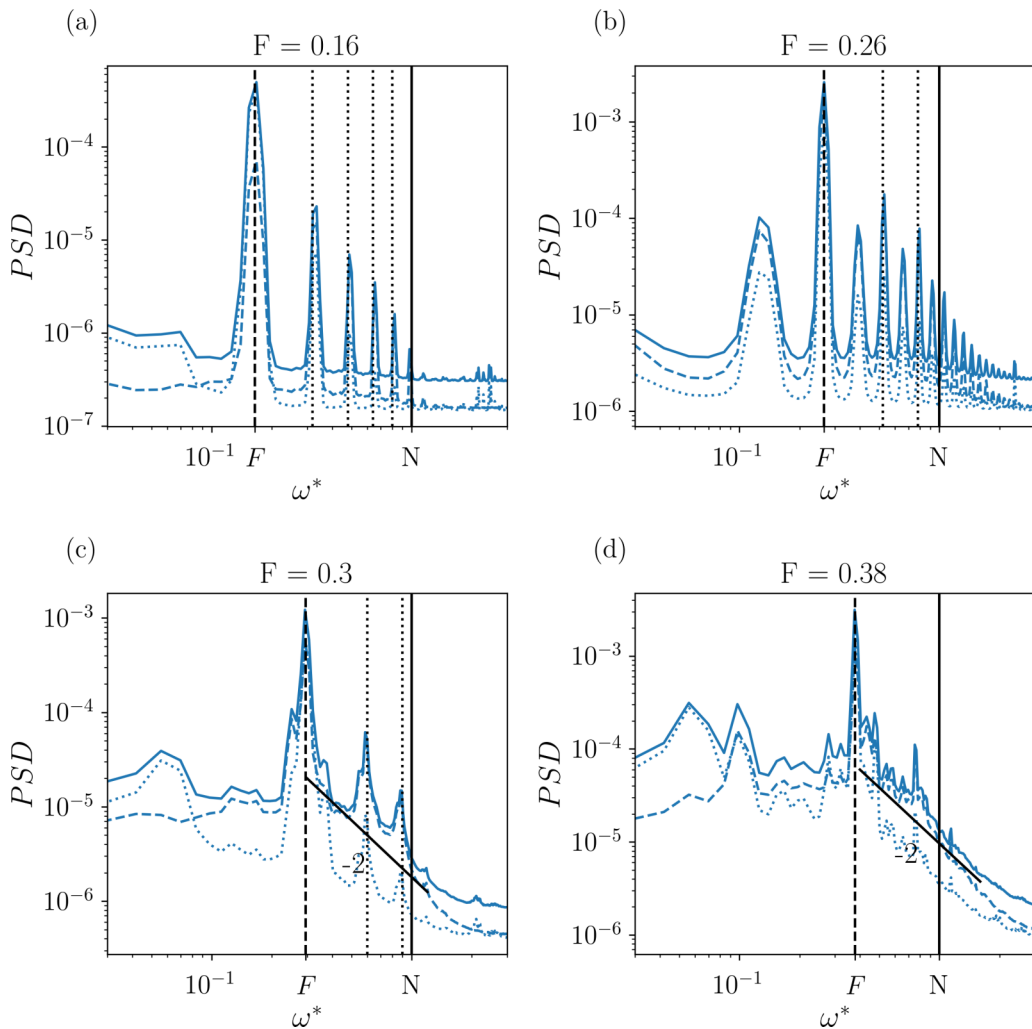 (a)
F = 0.16
PSD
10⁻⁴
10⁻⁵
10⁻⁶
10⁻⁷
10⁻¹ F N
ω*
(b)
F = 0.26
PSD
10⁻³
10⁻⁴
10⁻⁵
10⁻⁶
10⁻¹ F N
ω*
(c)
F = 0.3
PSD
10⁻³
10⁻⁴
10⁻⁵
10⁻⁶
-2
10⁻¹ F N
ω*
(d)
F = 0.38
PSD
10⁻³
10⁻⁴
10⁻⁵
10⁻⁶
-2
10⁻¹ F N
ω*